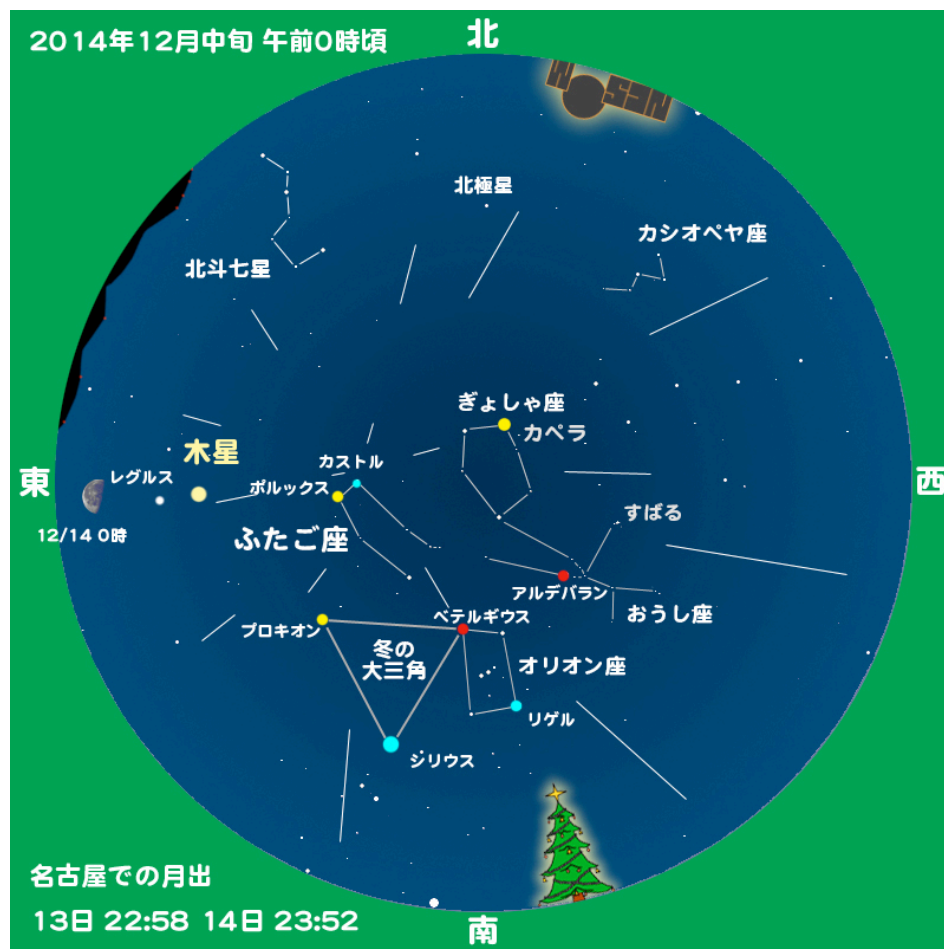 2014年12月中旬 午前0時頃
北
北極星
カシオペヤ座
北斗七星
ぎょしゃ座
カペラ
木星
カストル
レグルス
ポルックス
東
西
12/14 0時
ふたご座
すばる
アルデバラン
おうし座
プロキオン
ベテルギウス
冬の
大三角
オリオン座
リゲル
シリウス
名古屋での月出
13日 22:58 14日 23:52
南